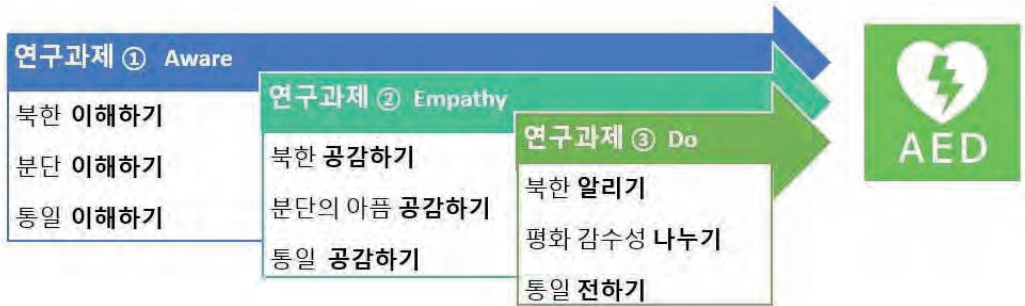 연구과제 ① Aware
북한 이해하기
분단 이해하기
통일 이해하기
연구과제 ② Empathy
북한 공감하기
분단의 아픔 공감하기
통일 공감하기
연구과제 ③ Do
북한 알리기
평화 감수성 나누기
통일 전하기
AED